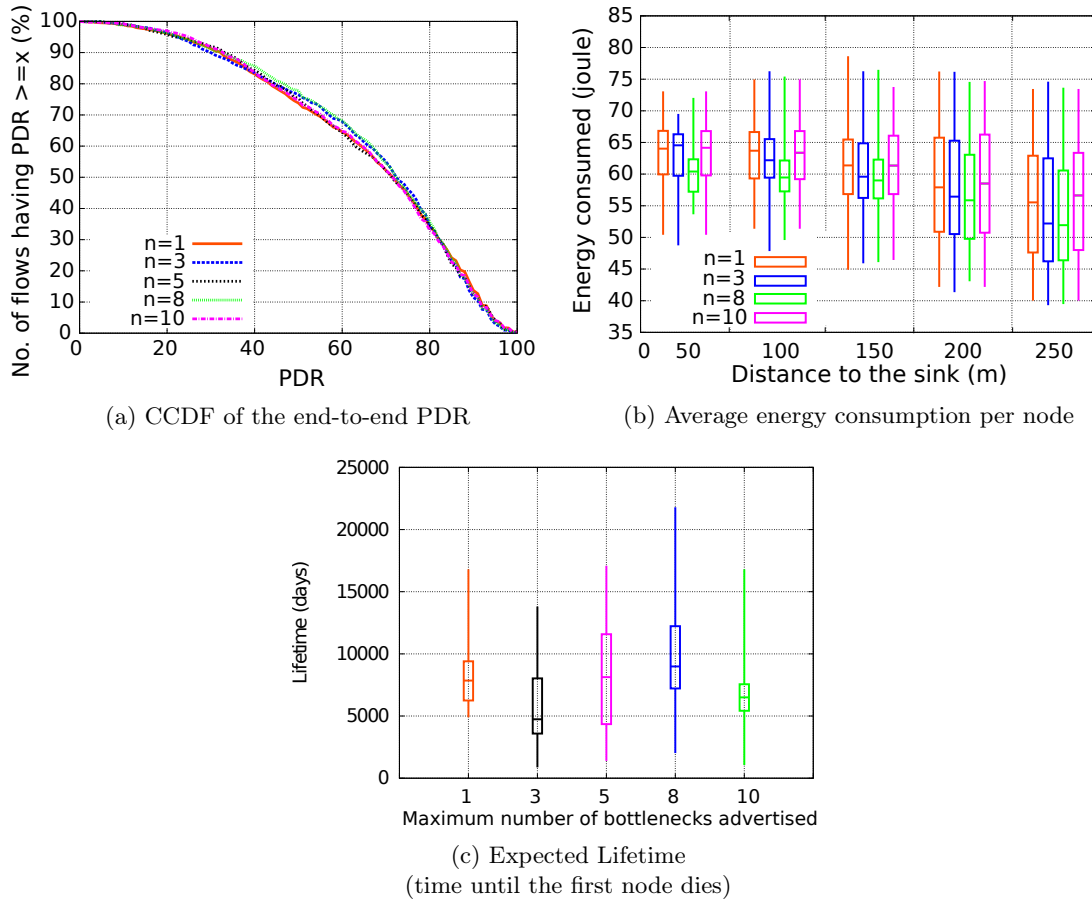 No. of flows having PDR >=x (%)
100
90
80
70
60
50
40
30
20
10
0
n=1
n=3
n=5
n=8
n=10
0 20 40 60 80 100
PDR
(a) CCDF of the end-to-end PDR
Energy consumed (joule)
85
80
75
70
65
60
55
50
45
40
35
n=1
n=3
n=8
n=10
0 50 100 150 200 250
Distance to the sink (m)
(b) Average energy consumption per node
Lifetime (days)
25000
20000
15000
10000
5000
0
1 3 5 8 10
Maximum number of bottlenecks advertised
(c) Expected Lifetime
(time until the first node dies)